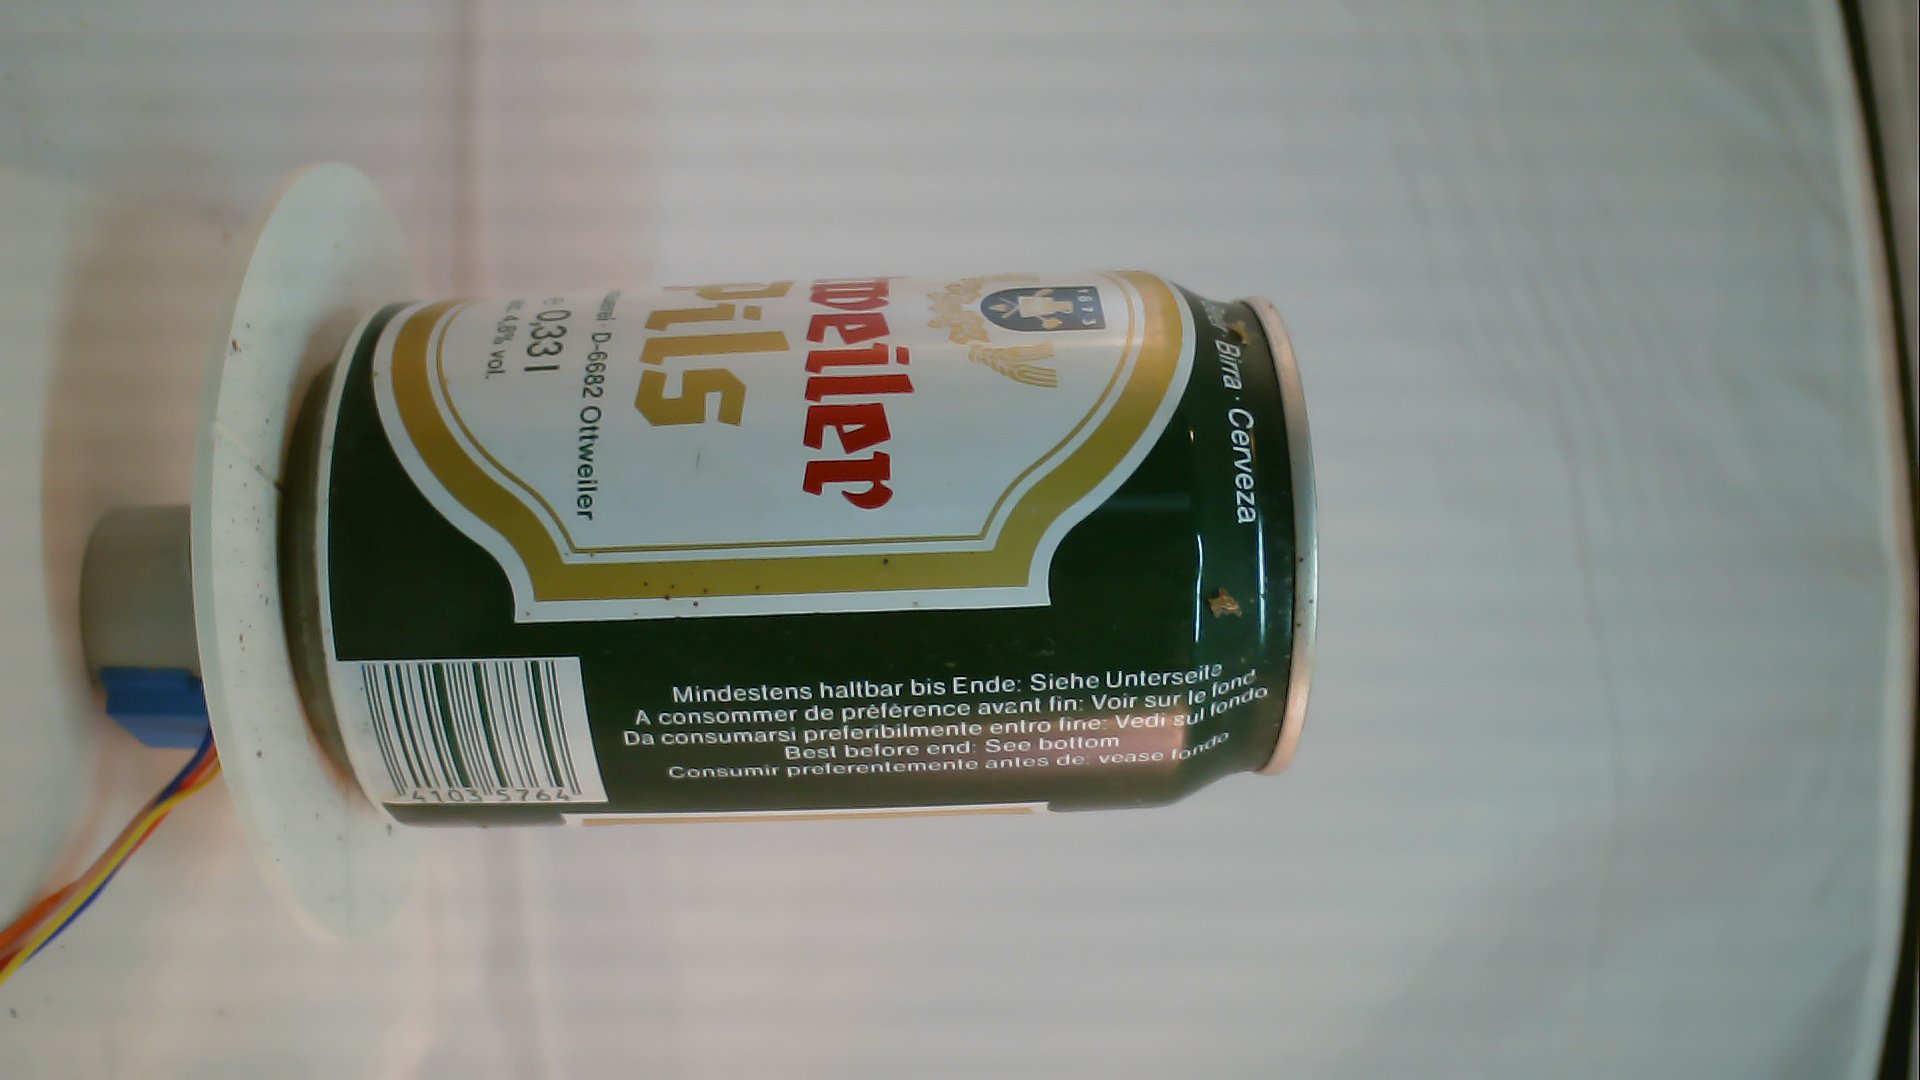 Birra · Cerveza
1673
weiler
pils
D-6682 Ottweiler
e 0,33 l
alc. 4,8% vol.
Mindestens haltbar bis Ende: Siehe Unterseite
A consommer de préférence avant fin: Voir sur le fond
Da consumarsi preferibilmente entro fine: Vedi sul fondo
Best before end: See bottom
Consumir preferentemente antes de: vease fondo
4103 5764